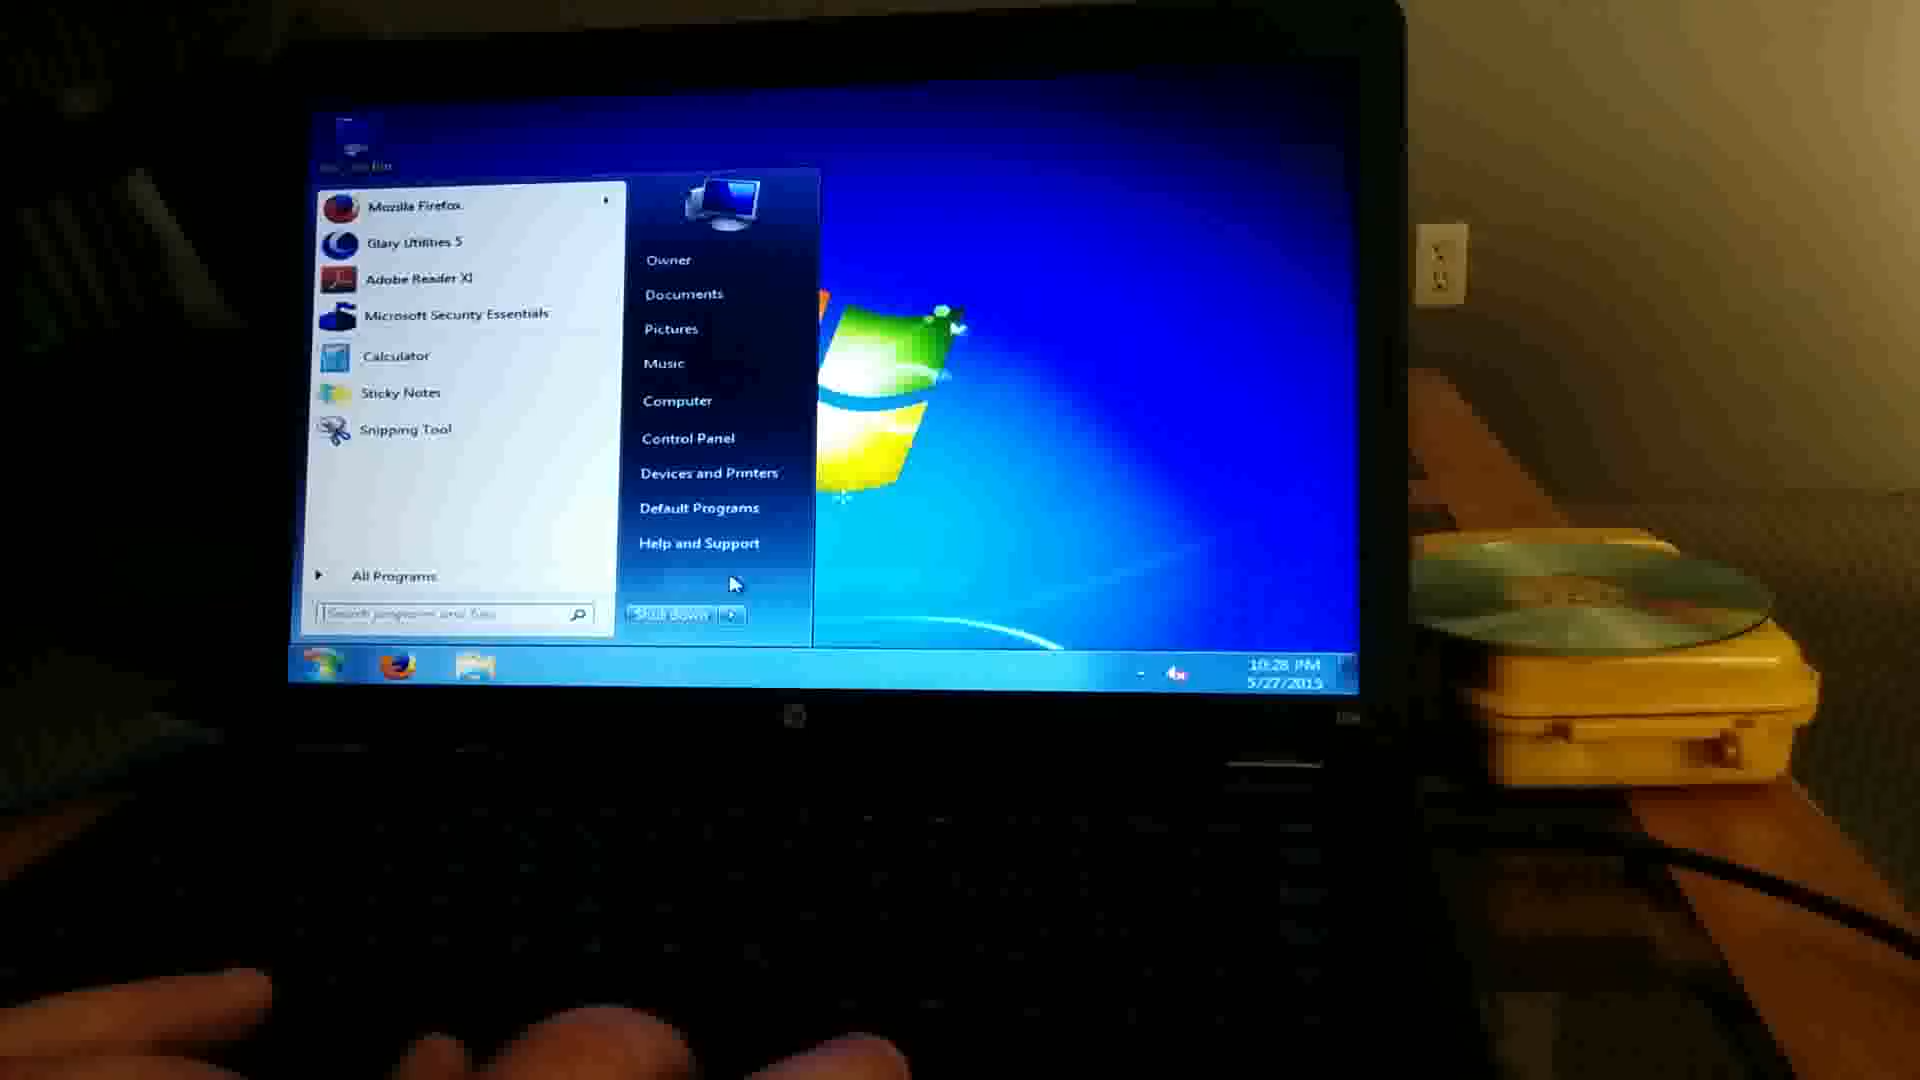 Mozilla Firefox
Glary Utilities 5
Adobe Reader XI
Microsoft Security Essentials
Calculator
Sticky Notes
Snipping Tool
All Programs
Search programs and files
Owner
Documents
Pictures
Music
Computer
Control Panel
Devices and Printers
Default Programs
Help and Support
Shut down
10:28 PM
5/27/2015
hp